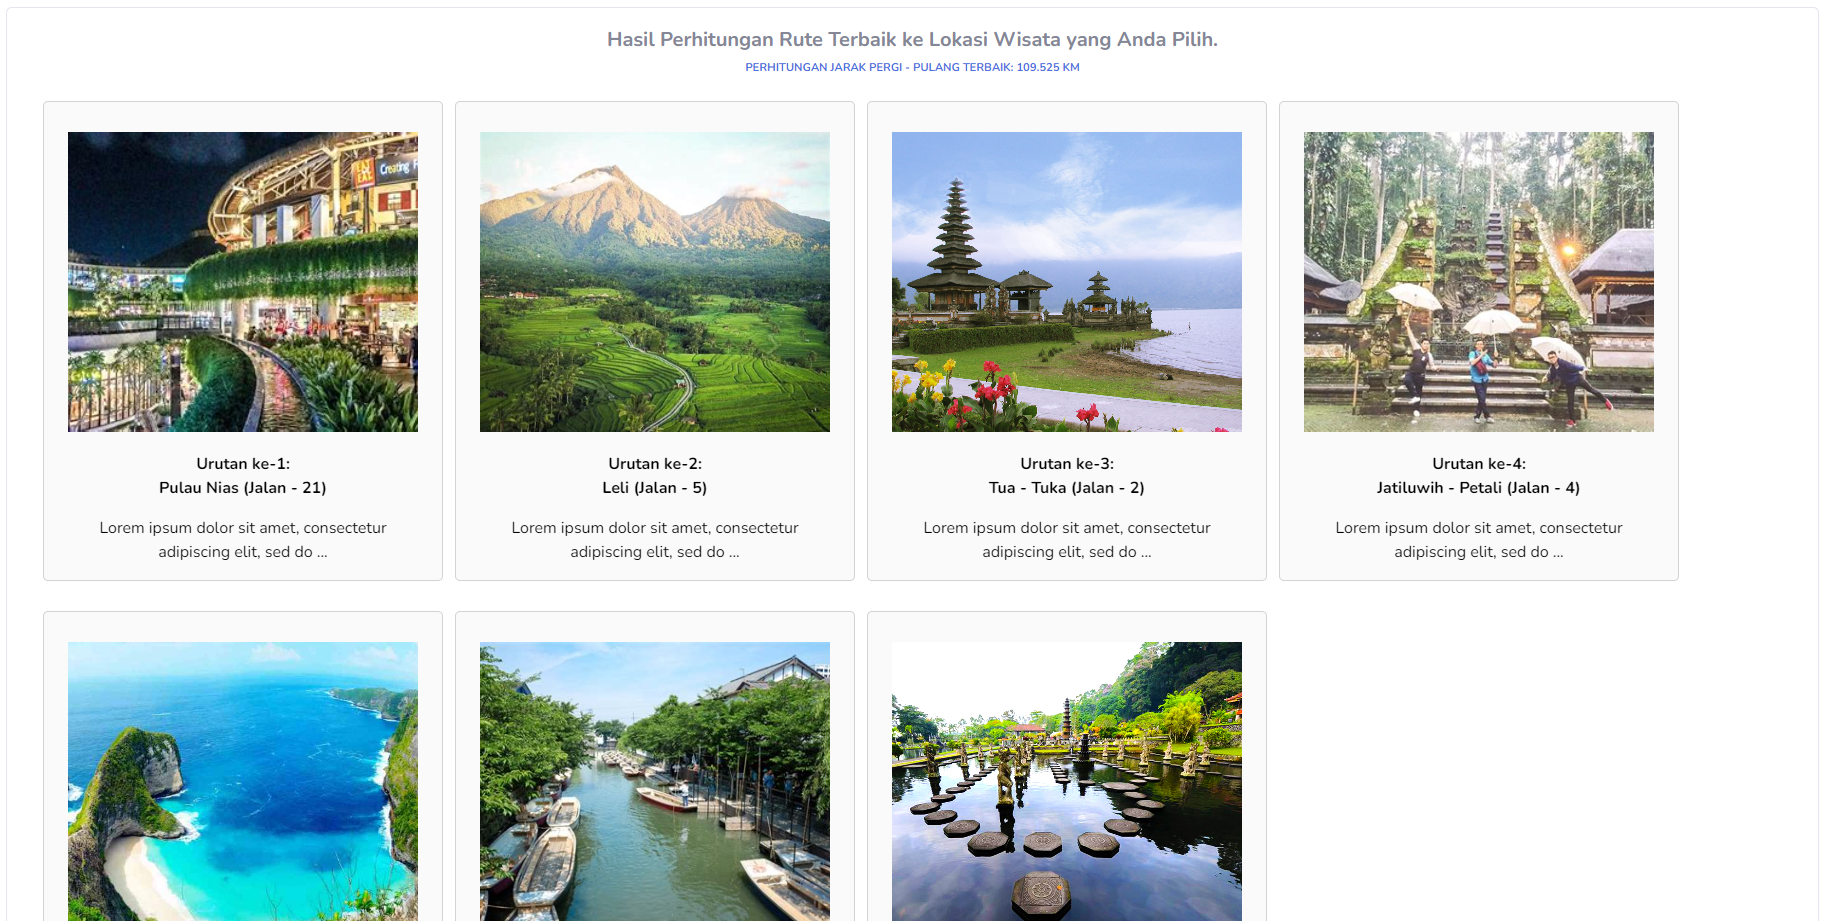 Hasil Perhitungan Rute Terbaik ke Lokasi Wisata yang Anda Pilih.
PERHITUNGAN JARAK PERGI - PULANG TERBAIK: 109.525 KM
Creating
Urutan ke-1:
Pulau Nias (Jalan - 21)
Lorem ipsum dolor sit amet, consectetur
adipiscing elit, sed do ...
Urutan ke-2:
Leli (Jalan - 5)
Lorem ipsum dolor sit amet, consectetur
adipiscing elit, sed do ...
Urutan ke-3:
Tua - Tuka (Jalan - 2)
Lorem ipsum dolor sit amet, consectetur
adipiscing elit, sed do ...
Urutan ke-4:
Jatiluwih - Petali (Jalan - 4)
Lorem ipsum dolor sit amet, consectetur
adipiscing elit, sed do ...